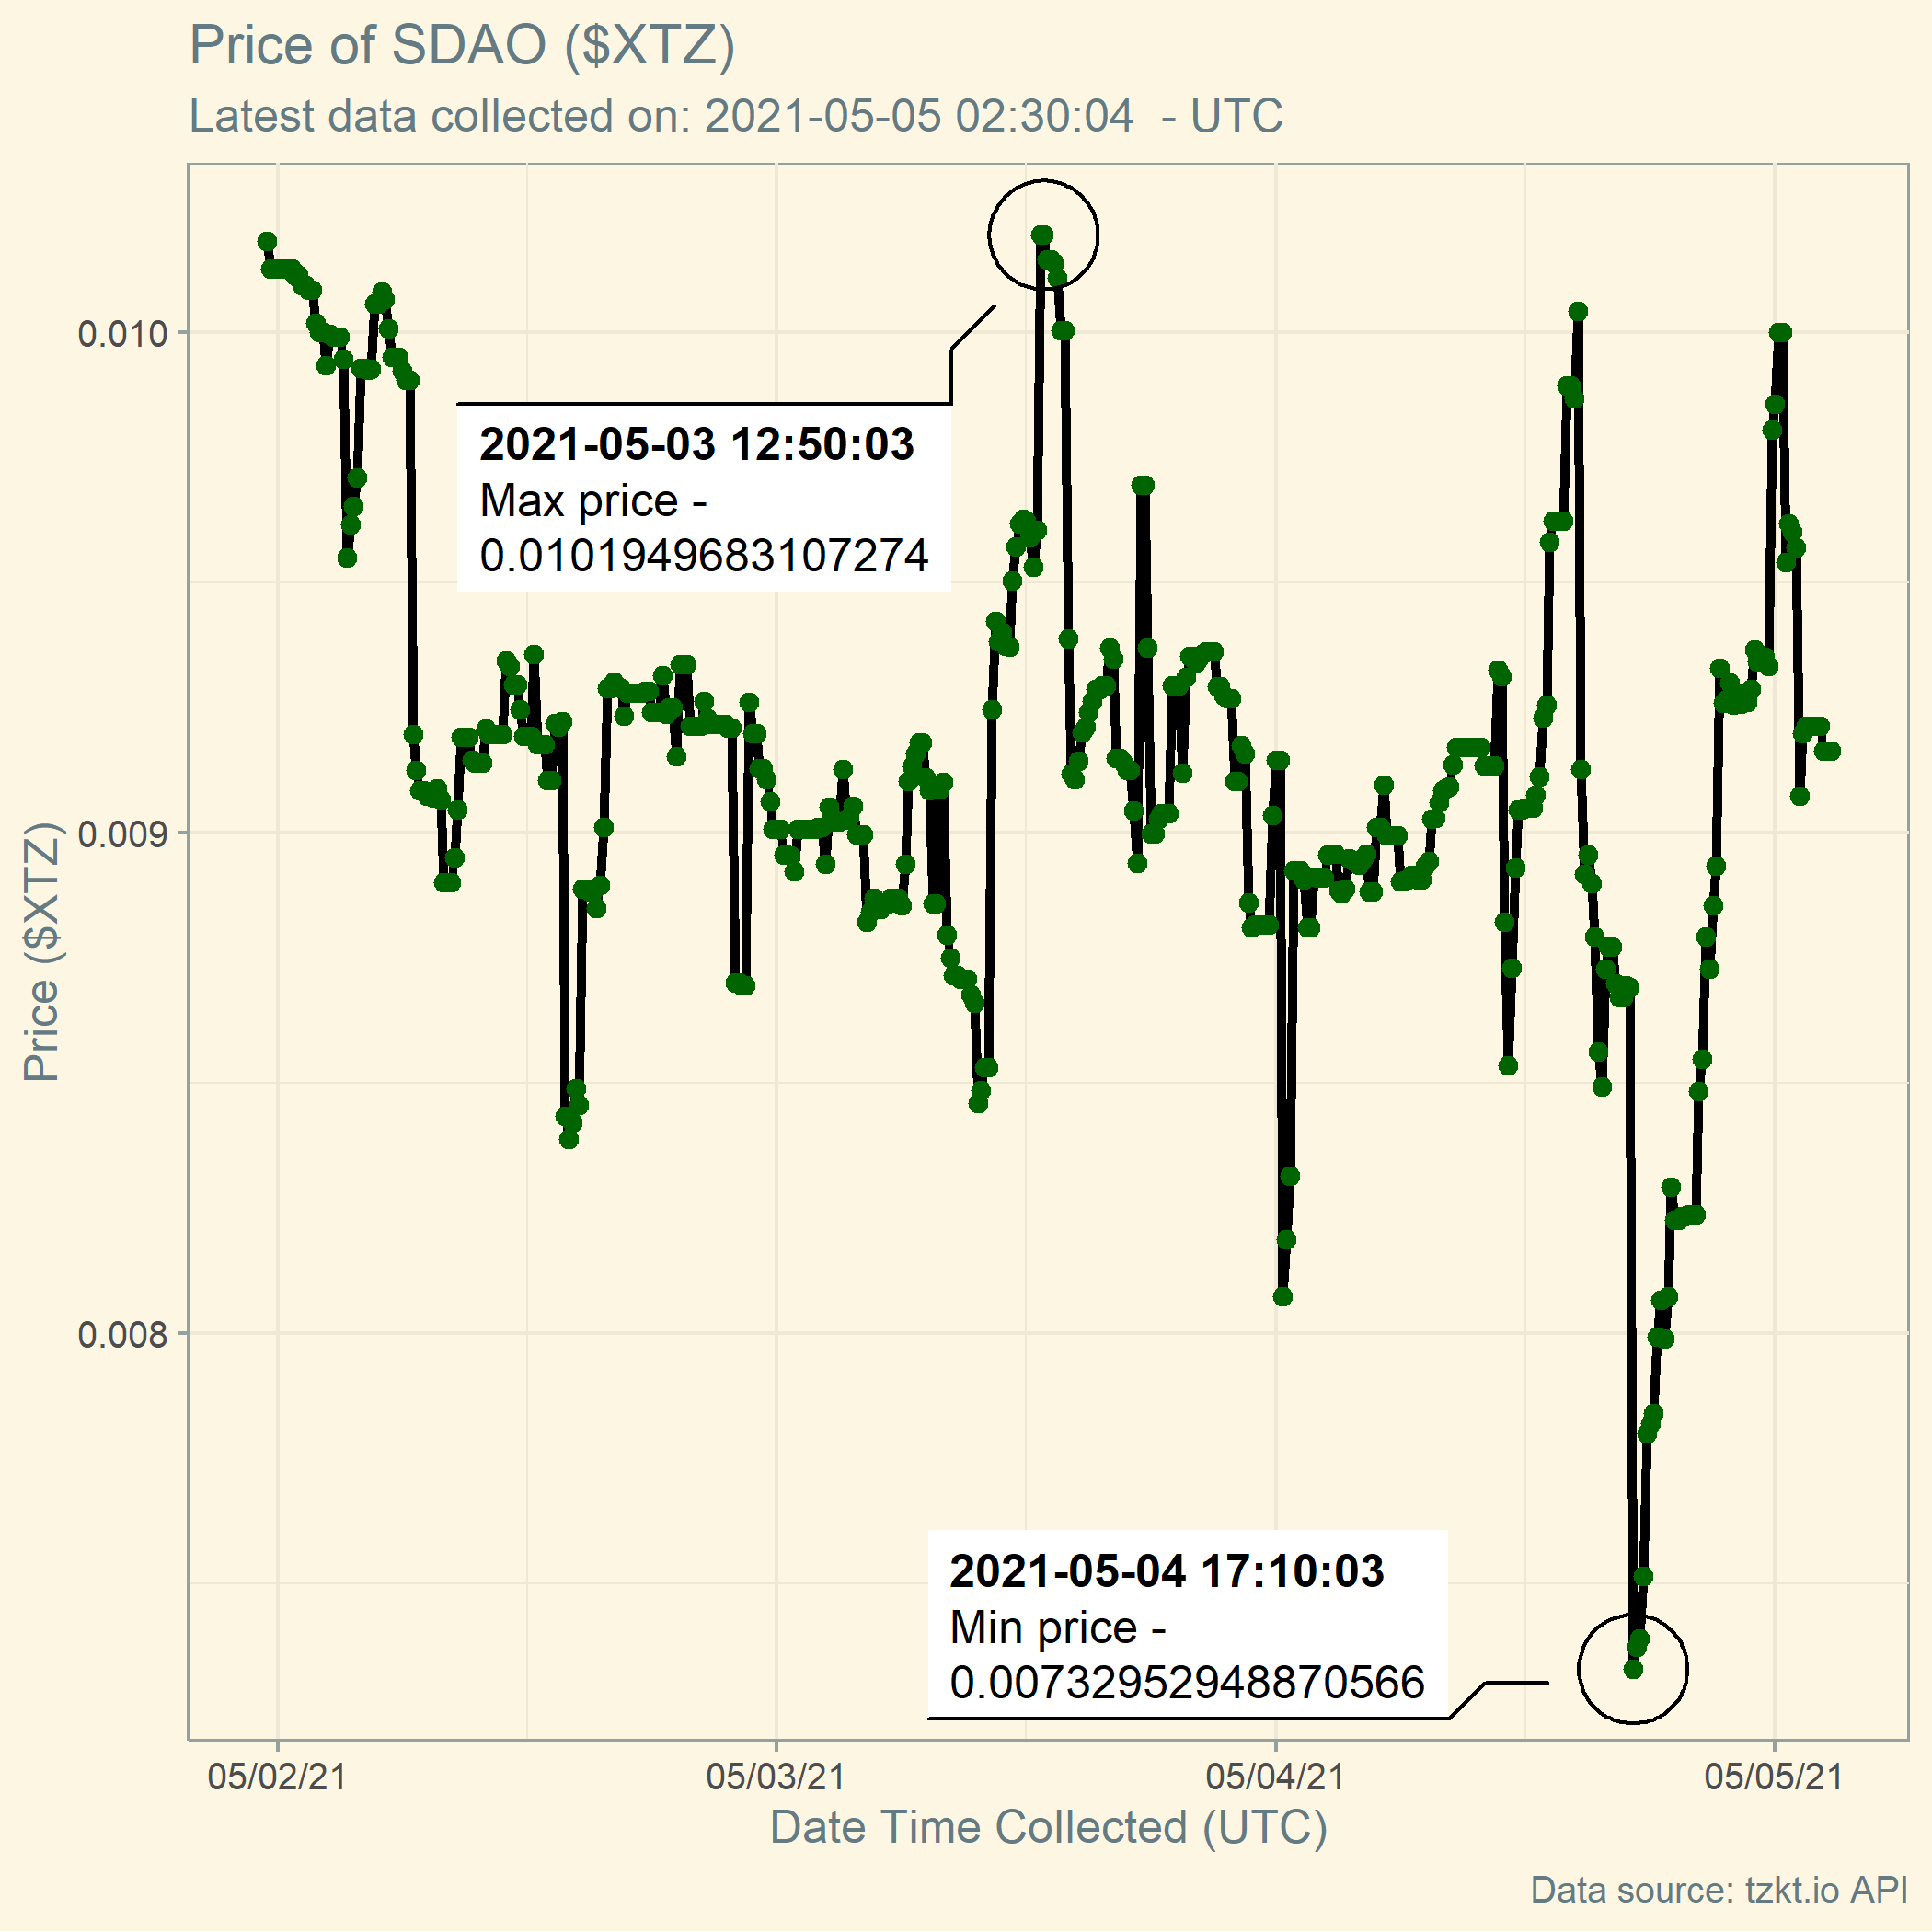 Price of SDAO ($XTZ)
Latest data collected on: 2021-05-05 02:30:04  - UTC
0.010
2021-05-03 12:50:03
Max price -
0.0101949683107274
0.009
Price ($XTZ)
0.008
2021-05-04 17:10:03
Min price -
0.00732952948870566
05/02/21
05/03/21
05/04/21
05/05/21
Date Time Collected (UTC)
Data source: tzkt.io API